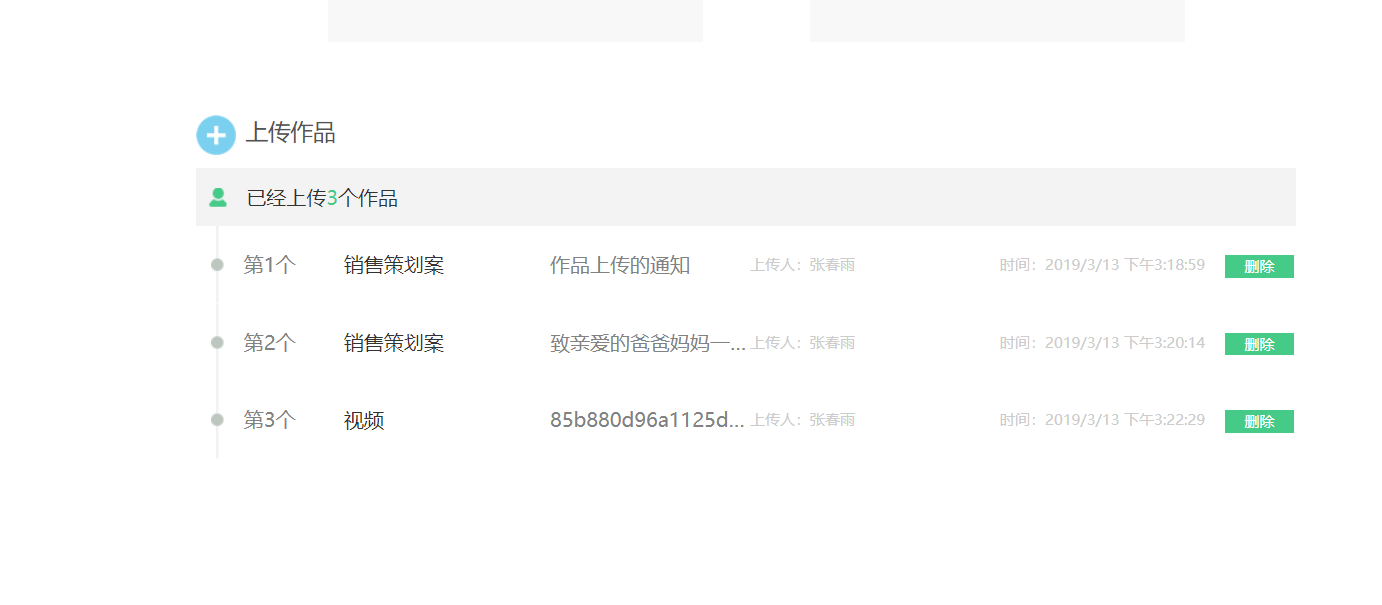 上传作品
已经上传3个作品
第1个 销售策划案 作品上传的通知 上传人：张春雨 时间：2019/3/13 下午3:18:59 删除
第2个 销售策划案 致亲爱的爸爸妈妈一... 上传人：张春雨 时间：2019/3/13 下午3:20:14 删除
第3个 视频 85b880d96a1125d... 上传人：张春雨 时间：2019/3/13 下午3:22:29 删除